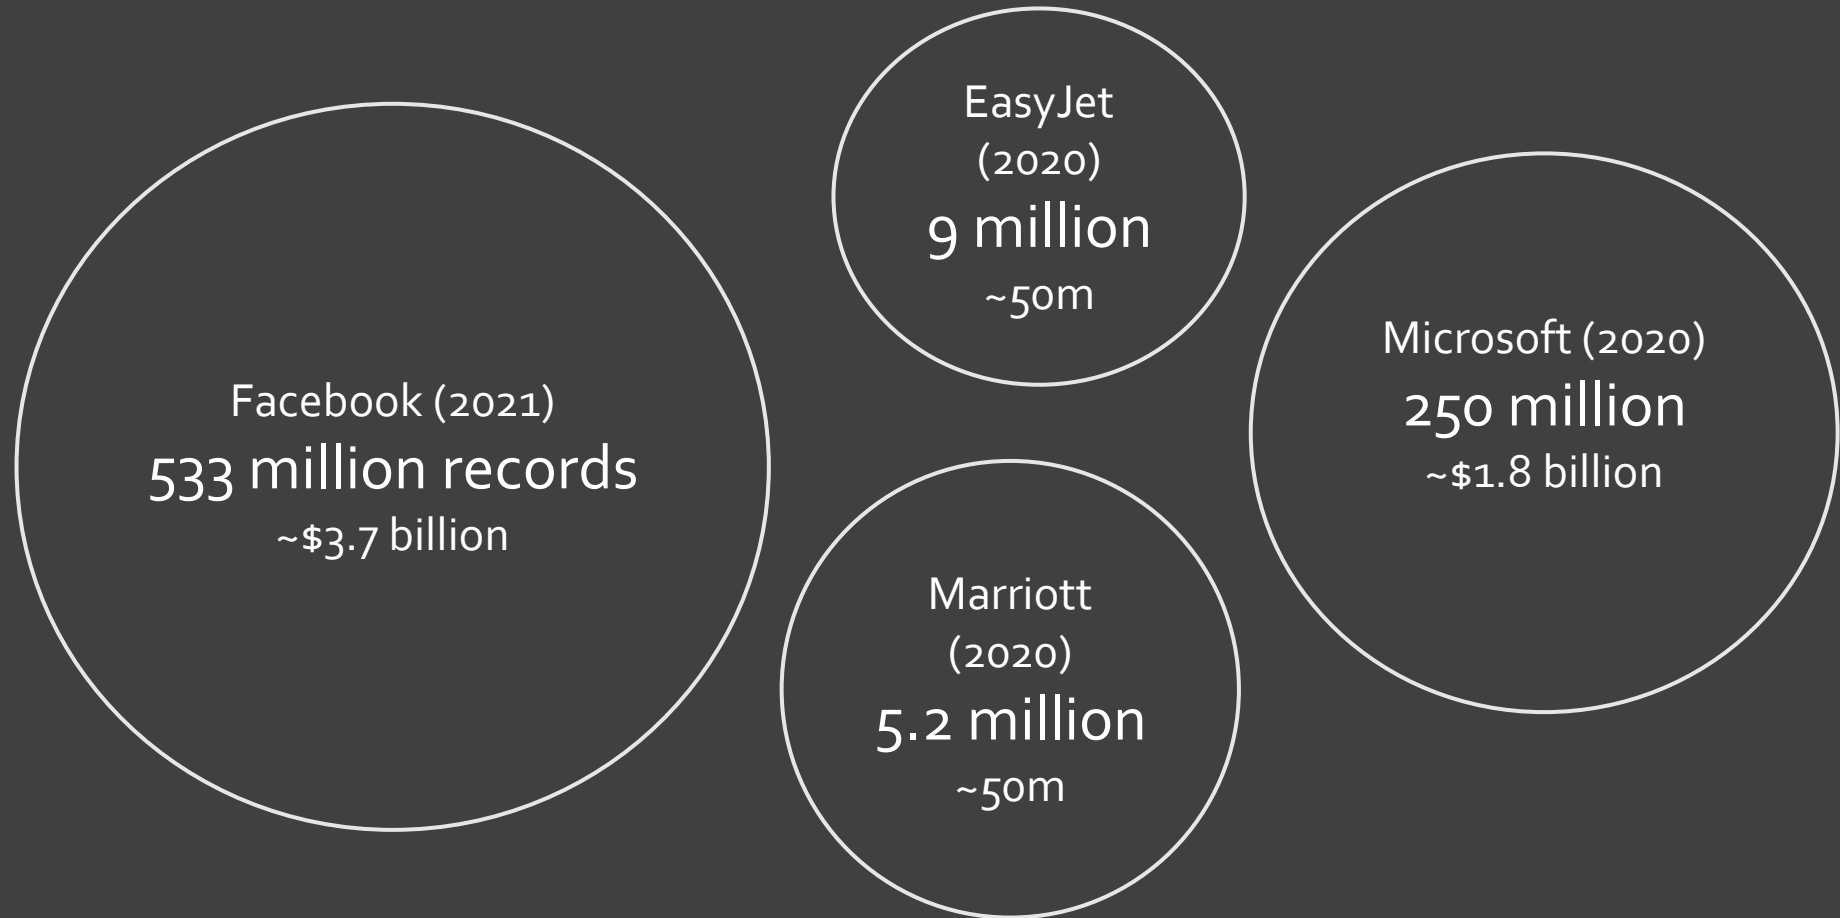 Facebook (2021)
533 million records
~$3.7 billion
EasyJet
(2020)
9 million
~50m
Marriott
(2020)
5.2 million
~50m
Microsoft (2020)
250 million
~$1.8 billion